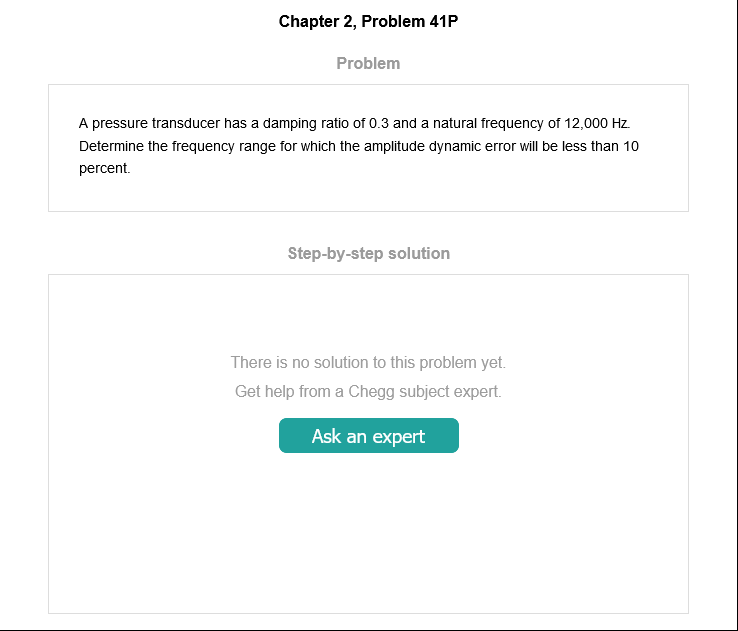 Chapter 2, Problem 41P
Problem
A pressure transducer has a damping ratio of 0.3 and a natural frequency of 12,000 Hz.
Determine the frequency range for which the amplitude dynamic error will be less than 10
percent.
Step-by-step solution
There is no solution to this problem yet.
Get help from a Chegg subject expert.
Ask an expert